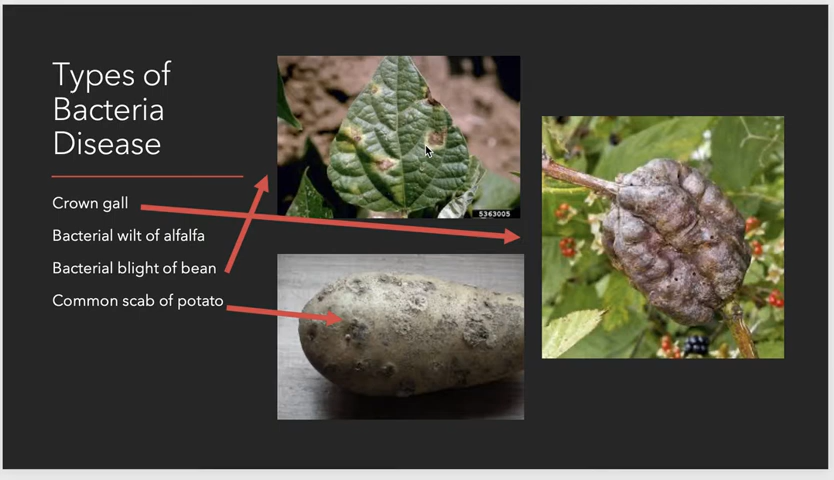 Types of
Bacteria
Disease
Crown gall
Bacterial wilt of alfalfa
Bacterial blight of bean
Common scab of potato
5363005